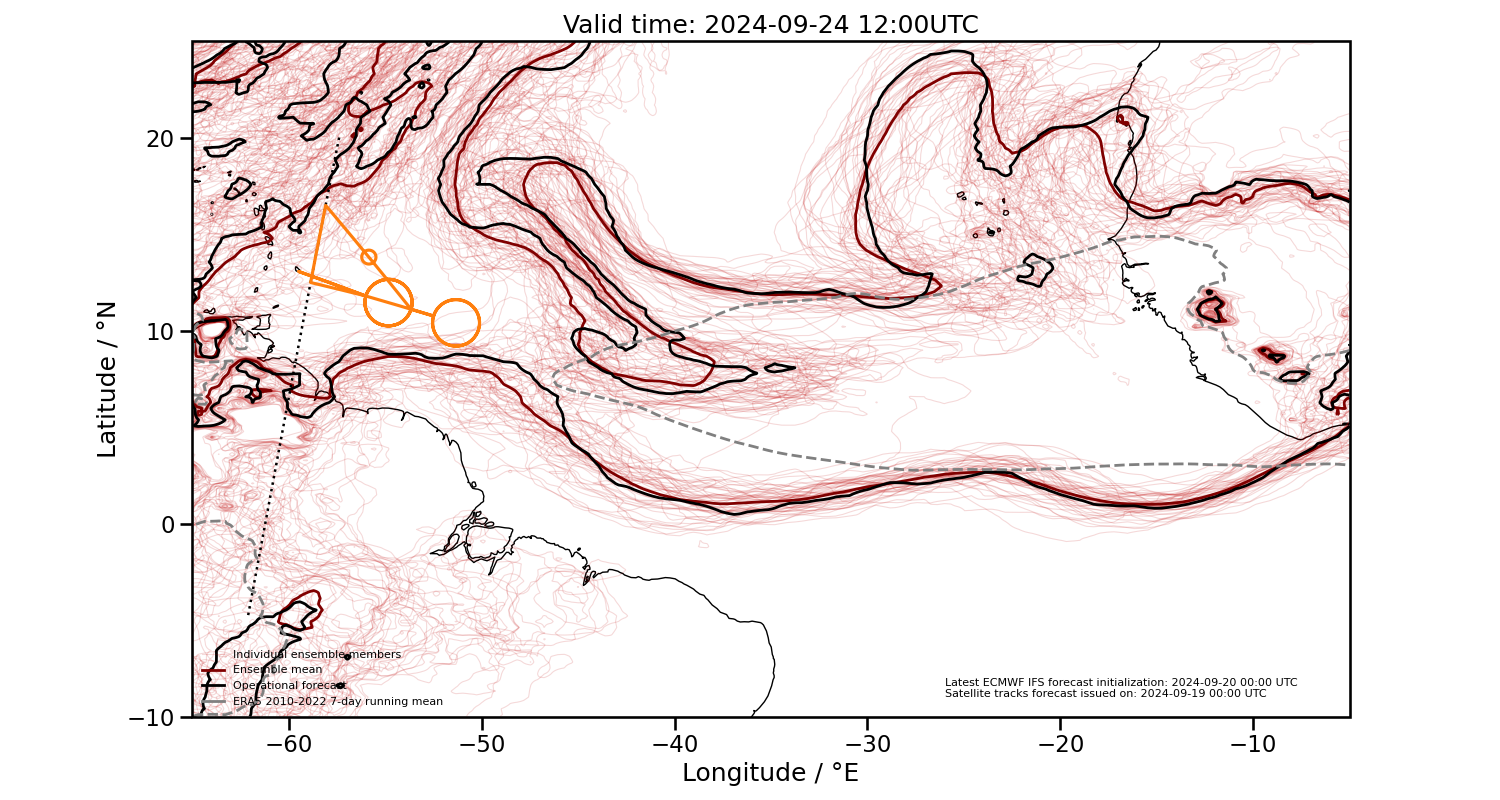 Valid time: 2024-09-24 12:00UTC
Latitude / °N
20
10
0
−10
Individual ensemble members
Ensemble mean
Operational forecast
ERA5 2010-2022 7-day running mean
Latest ECMWF IFS forecast initialization: 2024-09-20 00:00 UTC
Satellite tracks forecast issued on: 2024-09-19 00:00 UTC
−60 −50 −40 −30 −20 −10
Longitude / °E